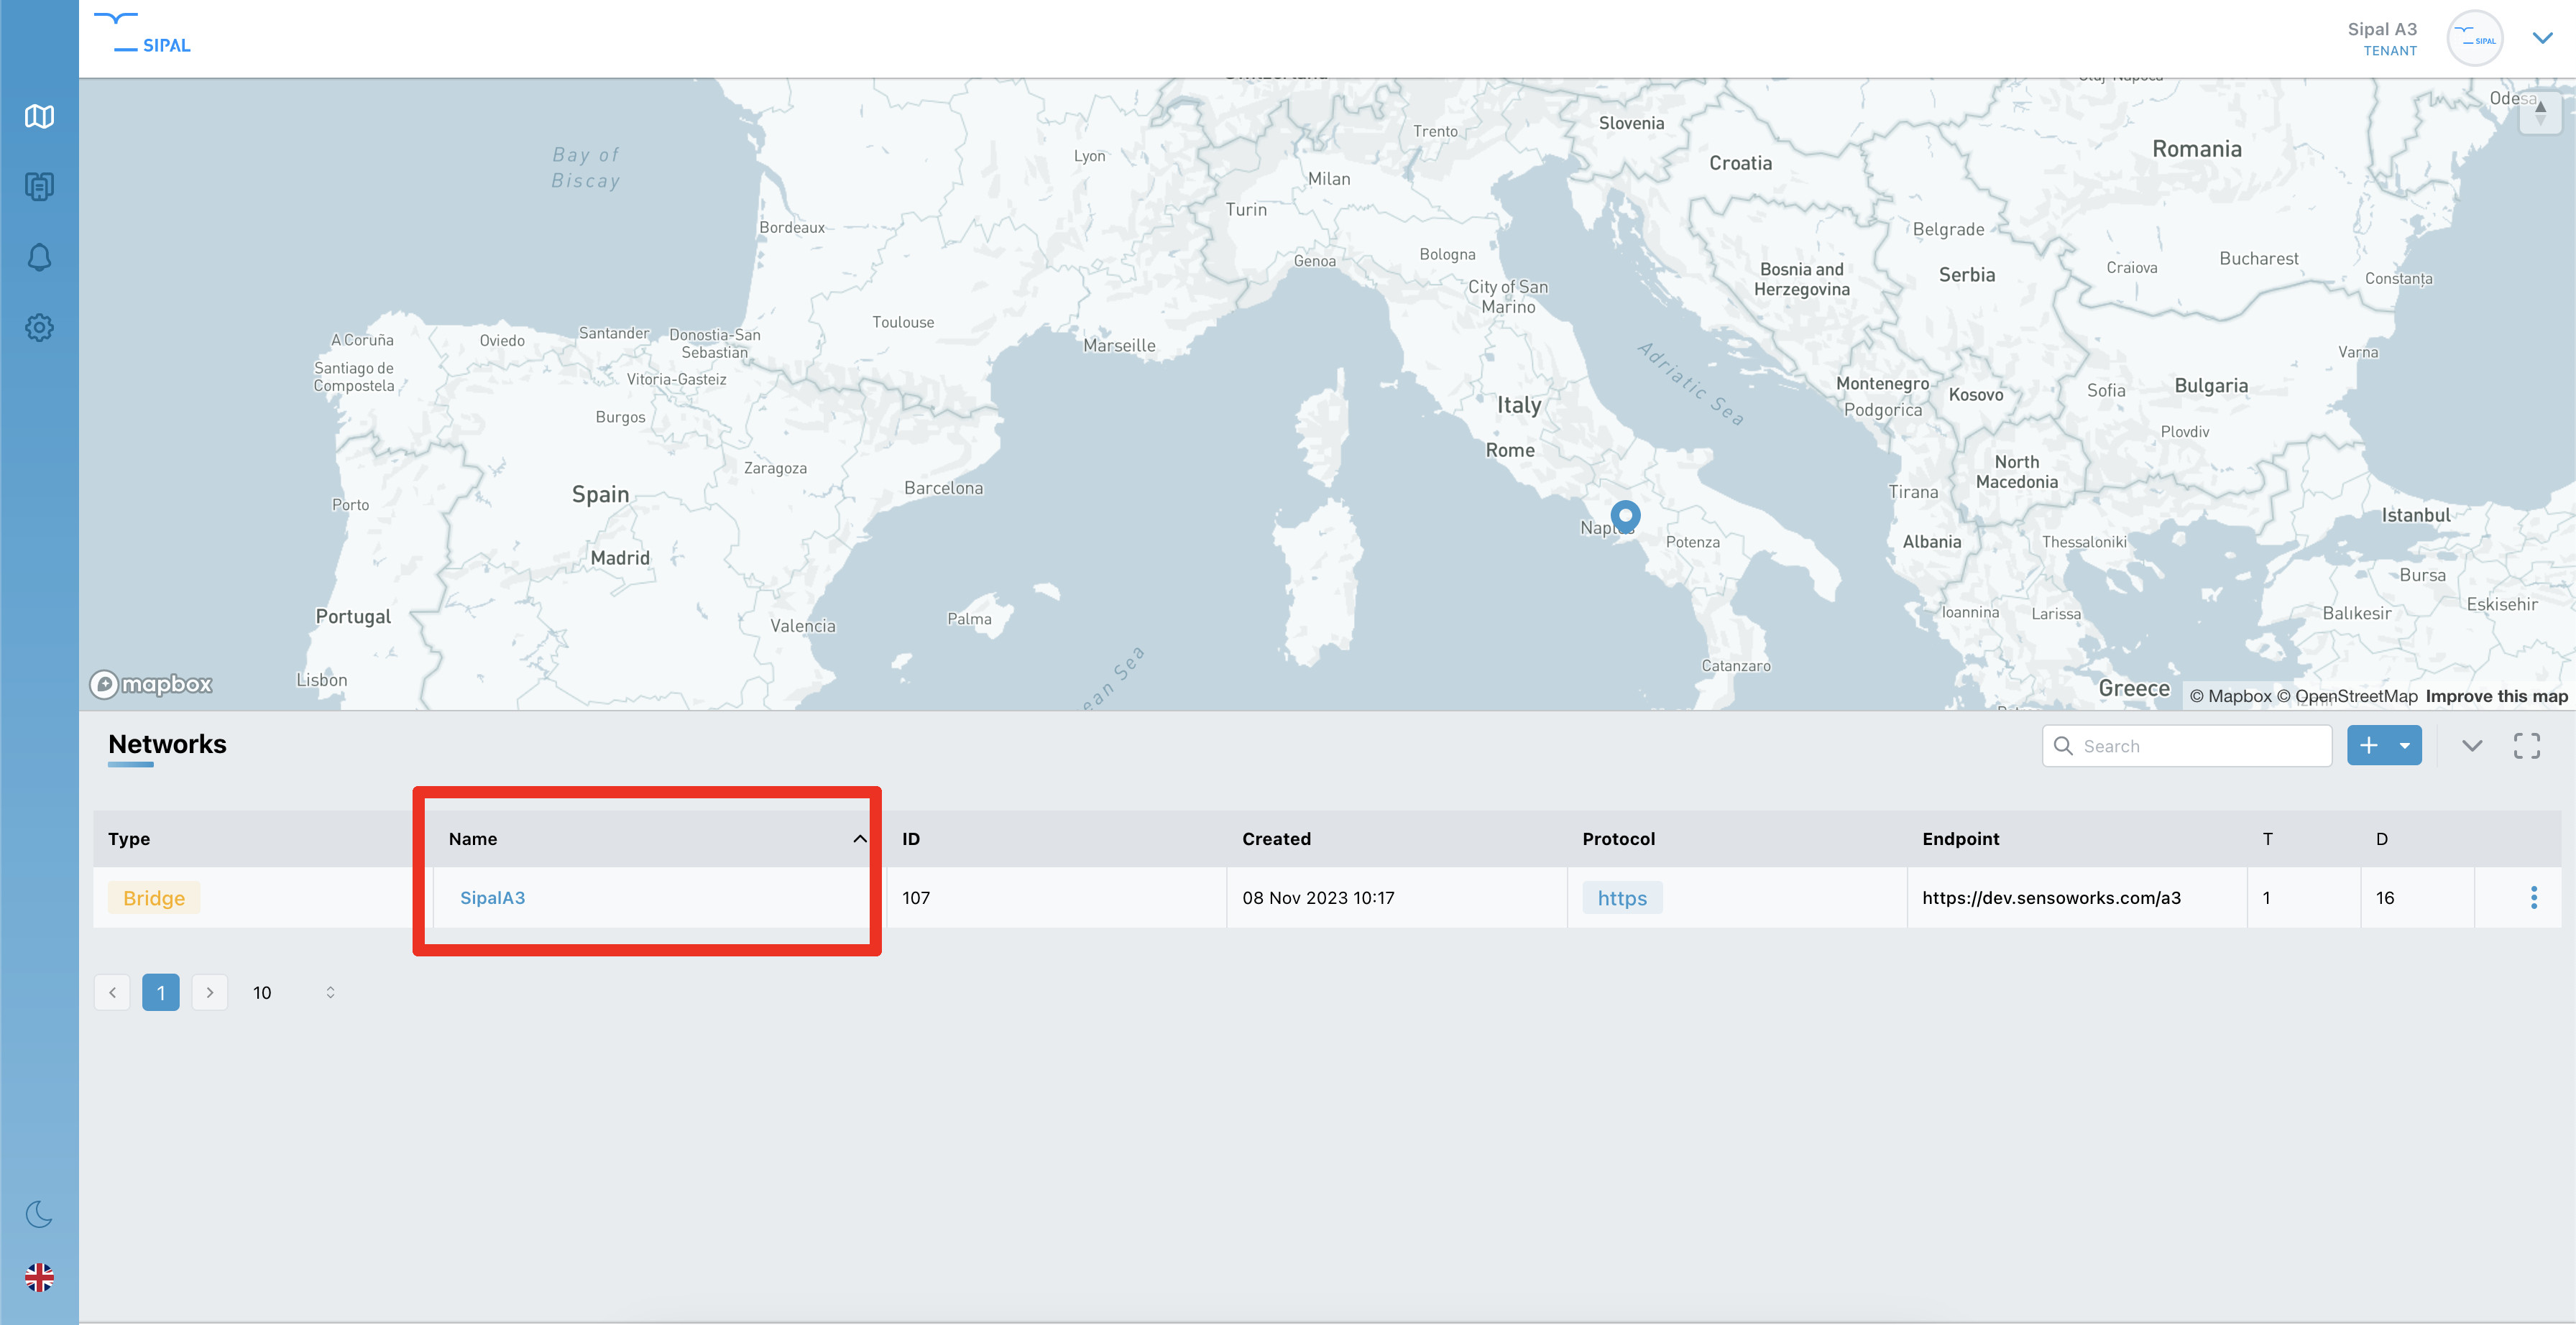 SIPAL
Sipal A3
TENANT
SIPAL
Odesa
Slovenia
Trento
Romania
Bay of
Biscay
Lyon
Croatia
Milan
Turin
Bordeaux
Belgrade
Bologna
Genoa
Bosnia and
Herzegovina
Serbia
Craiova
Bucharest
Constanța
City of San
Marino
Toulouse
A Coruña
Oviedo
Santander
Donostia-San
Sebastian
Marseille
Adriatic Sea
Varna
Santiago de
Compostela
Vitoria-Gasteiz
Montenegro
Podgorica
Kosovo
Sofia
Bulgaria
Burgos
Italy
Plovdiv
Rome
Zaragoza
North
Macedonia
Spain
Barcelona
Tirana
Porto
Istanbul
Naples
Potenza
Albania
Thessaloniki
Madrid
Bursa
Portugal
Palma
Valencia
Ioannina
Larissa
Balıkesir
Eskisehir
Catanzaro
Lisbon
mapbox
Greece
© Mapbox © OpenStreetMap Improve this map
Networks
Search
Type Name ID Created Protocol Endpoint T D
Bridge SipalA3 107 08 Nov 2023 10:17 https https://dev.sensoworks.com/a3 1 16
1 10